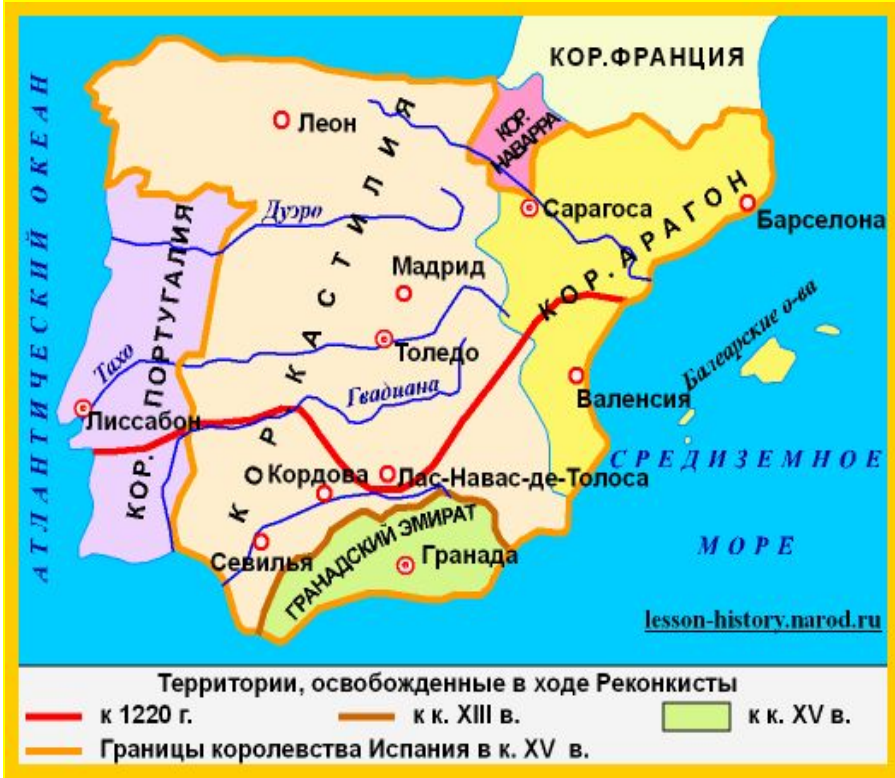 КОР.ФРАНЦИЯ
АТЛАНТИЧЕСКИЙ ОКЕАН
Леон
КОР.
НАВАРРА
КОР. КАСТИЛИЯ
КОР. ПОРТУГАЛИЯ
Дуэро
Сарагоса
Барселона
КОР. АРАГОН
Мадрид
Балеарские о-ва
Тахо
Толедо
Гвадиана
Валенсия
Лиссабон
СРЕДИЗЕМНОЕ
МОРЕ
Кордова
Лас-Навас-де-Толоса
Севилья
ГРАНАДСКИЙ ЭМИРАТ
Гранада
lesson-history.narod.ru
Территории, освобожденные в ходе Реконкисты
к 1220 г.
к к. XIII в.
к к. XV в.
Границы королевства Испания в к. XV в.